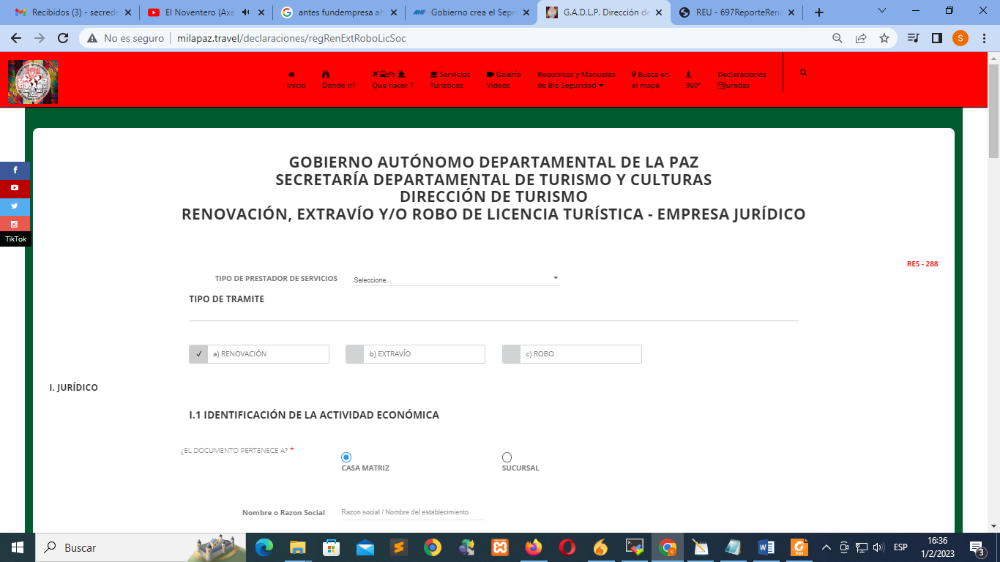 Recibidos (3) - secrede
El Noventero (Axe
antes fundempresa ah
ANF Gobierno crea el Sepr
G.A.D.L.P. Dirección de
REU - 697ReporteRend
No es seguro | milapaz.travel/declaraciones/regRenExtRoboLicSoc
S
Inicio
Donde Ir?
Que hacer ?
Servicios
Turisticos
Galeria
Videos
Requisitos y Manuales
de Bio Seguridad
Busca en
el mapa
360°
Declaraciones
Juradas
TikTok
GOBIERNO AUTÓNOMO DEPARTAMENTAL DE LA PAZ
SECRETARÍA DEPARTAMENTAL DE TURISMO Y CULTURAS
DIRECCIÓN DE TURISMO
RENOVACIÓN, EXTRAVÍO Y/O ROBO DE LICENCIA TURÍSTICA - EMPRESA JURÍDICO
RES - 288
TIPO DE PRESTADOR DE SERVICIOS Seleccione...
TIPO DE TRAMITE
a) RENOVACIÓN b) EXTRAVÍO c) ROBO
I. JURÍDICO
I.1 IDENTIFICACIÓN DE LA ACTIVIDAD ECONÓMICA
¿EL DOCUMENTO PERTENECE A? *
CASA MATRIZ SUCURSAL
Nombre o Razon Social Razon social / Nombre del establecimiento
Buscar
ESP
16:36
1/2/2023
3